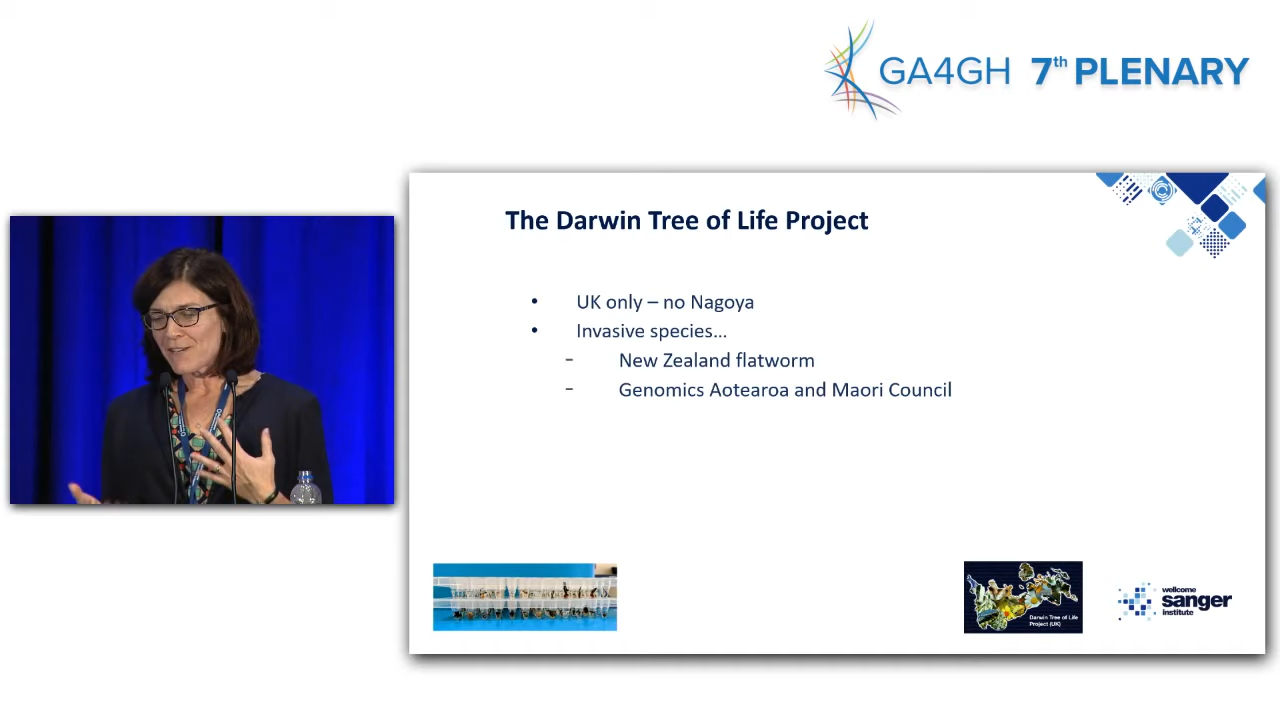 GA4GH 7th PLENARY
The Darwin Tree of Life Project
• UK only – no Nagoya
• Invasive species...
- New Zealand flatworm
- Genomics Aotearoa and Maori Council
Darwin Tree of Life
Project (UK)
wellcome
sanger
institute